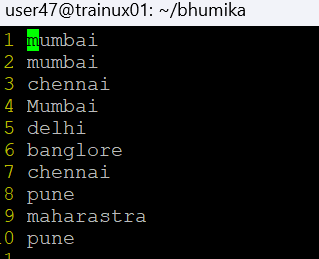 user47@trainux01: ~/bhumika
1 mumbai
2 mumbai
3 chennai
4 Mumbai
5 delhi
6 banglore
7 chennai
8 pune
9 maharastra
10 pune